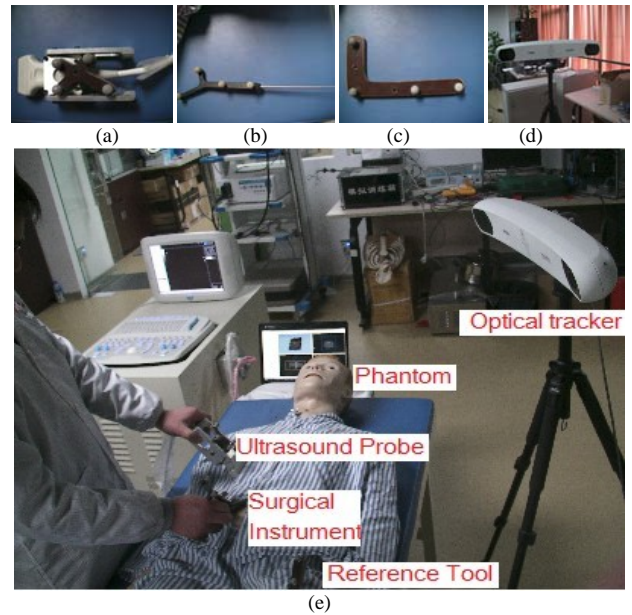 (a)
(b)
(c)
(d)
Optical tracker
Phantom
Ultrasound Probe
Surgical
Instrument
Reference Tool
(e)